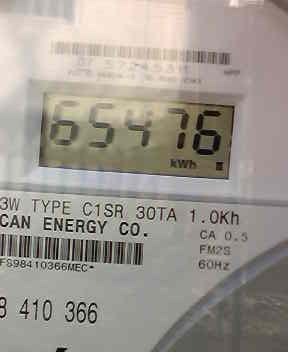 65476
kWh
3W TYPE C1SR 30TA 1.0Kh
CAN ENERGY CO.
CA 0.5
FM2S
60Hz
*FS98410366MEC*
8 410 366